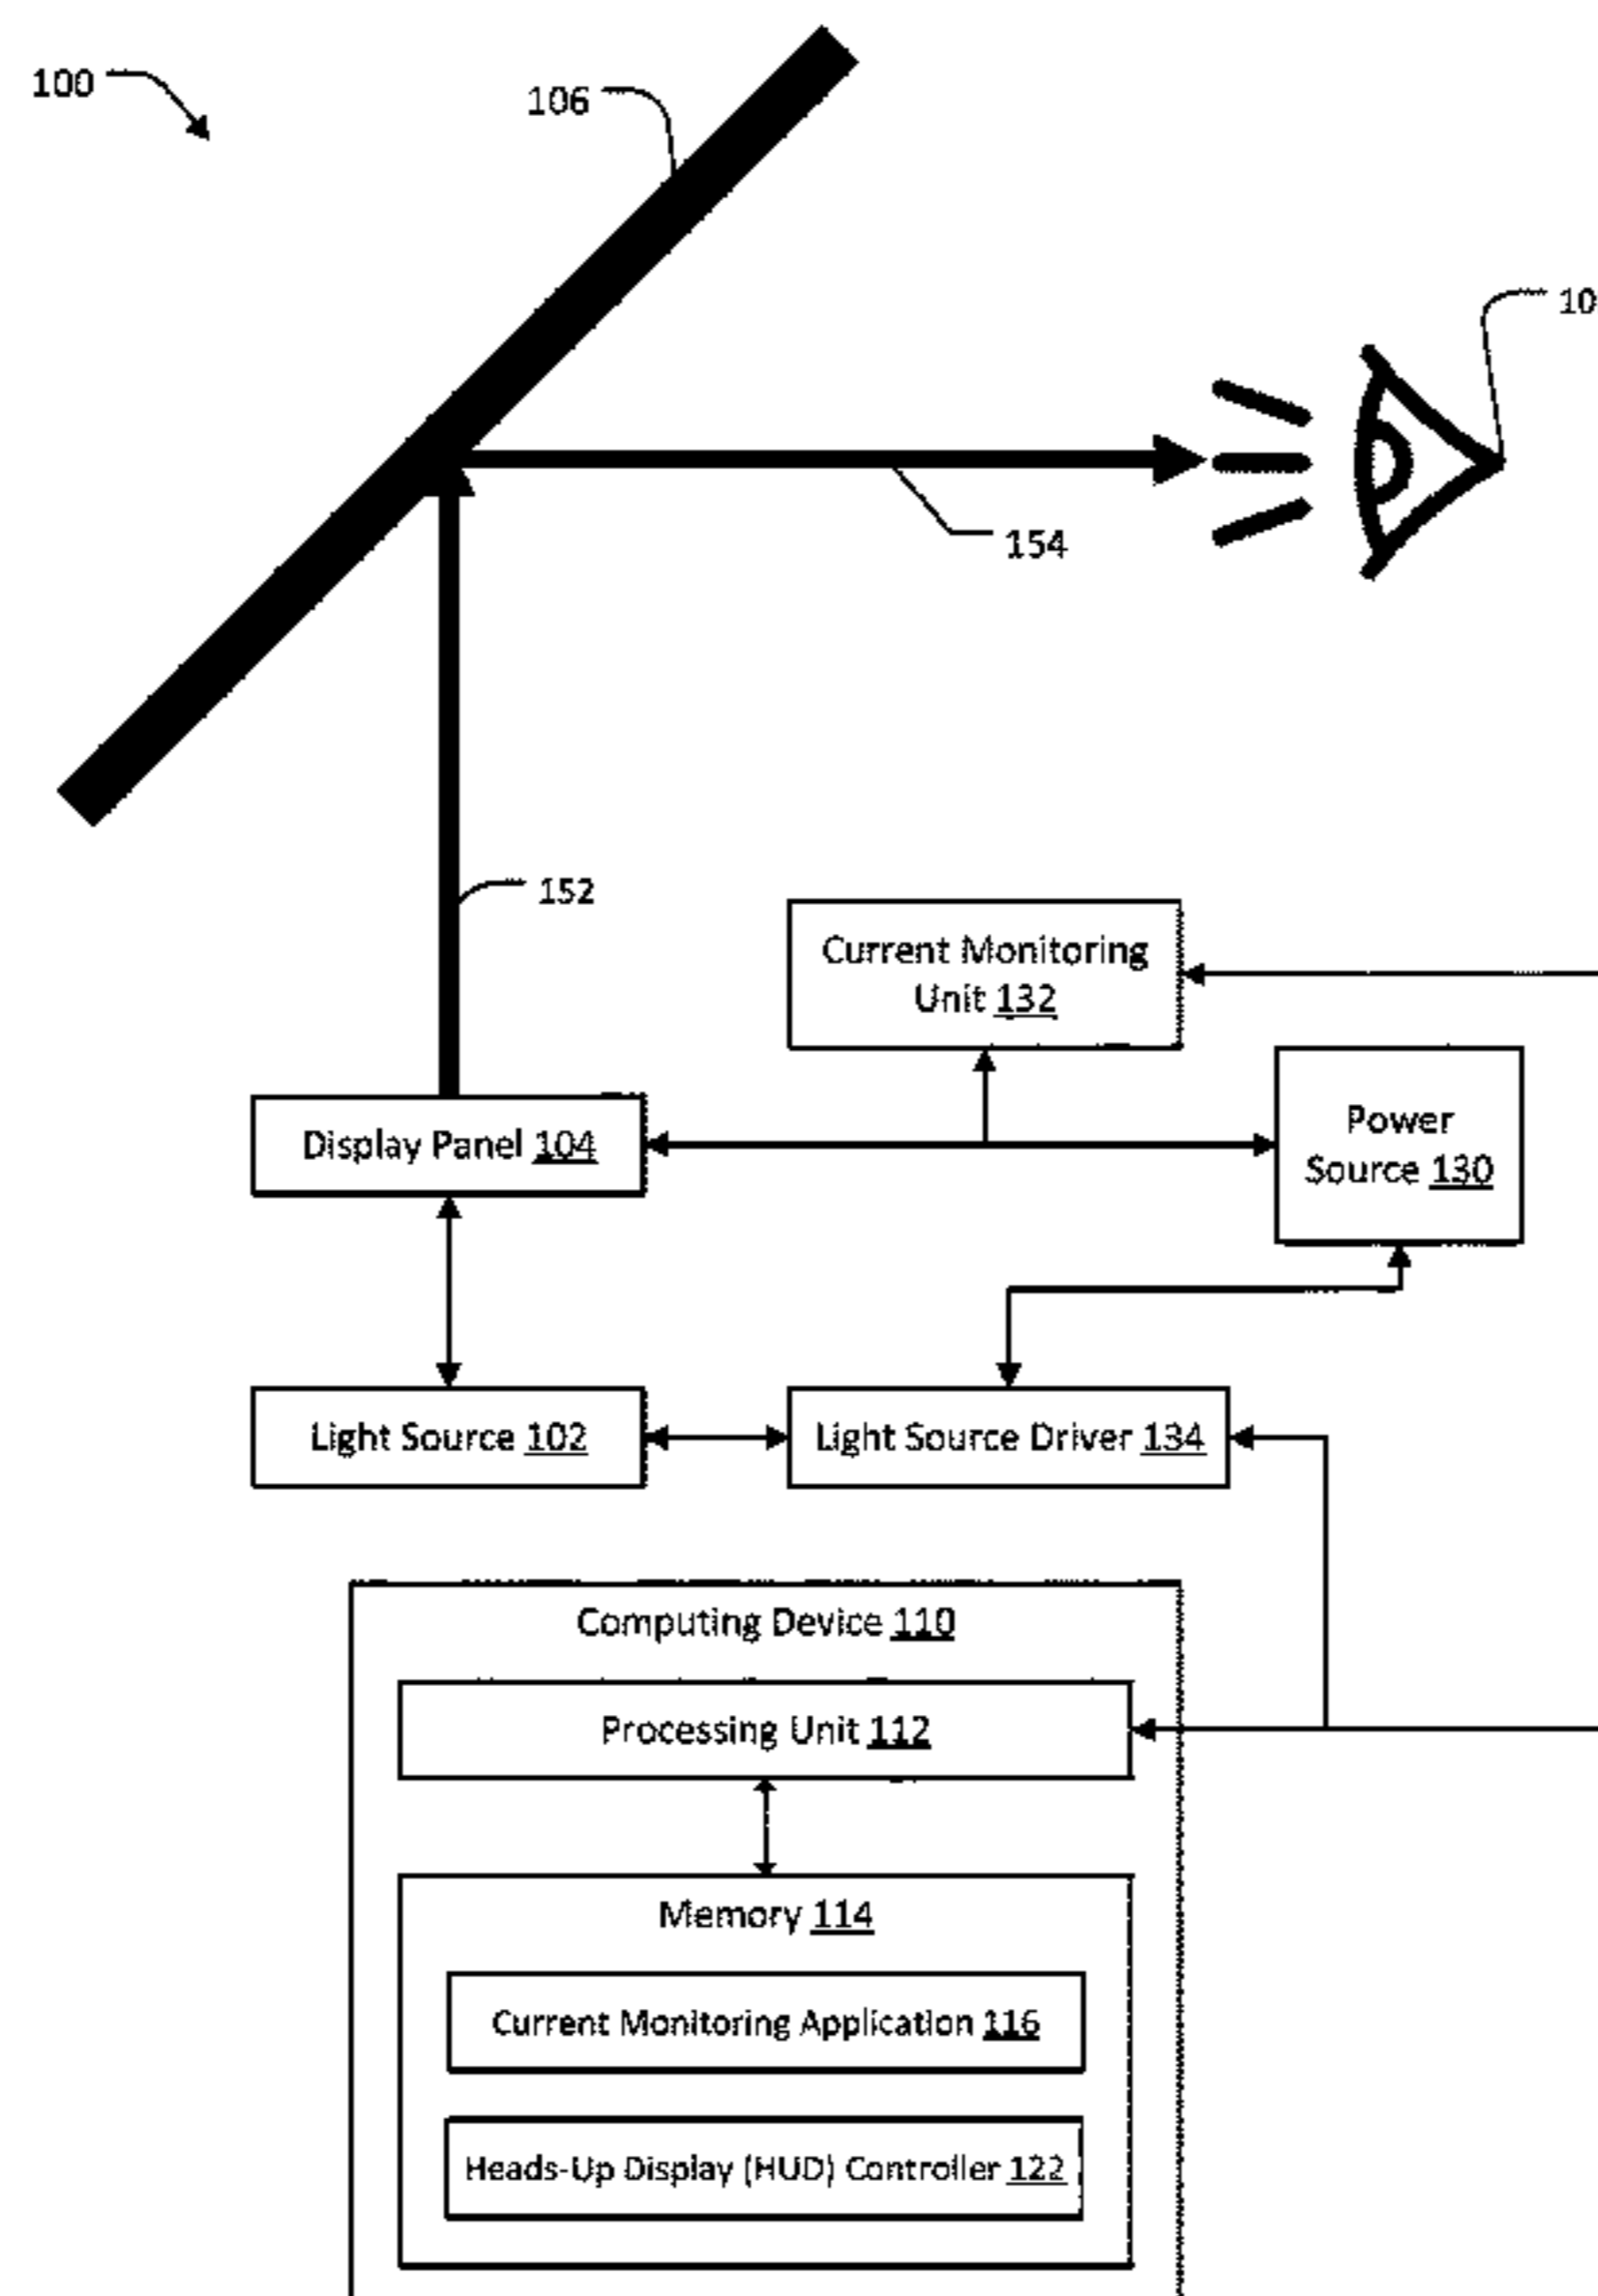 100
106
10
154
152
Current Monitoring
Unit 132
Display Panel 104
Power
Source 130
Light Source 102
Light Source Driver 134
Computing Device 110
Processing Unit 112
Memory 114
Current Monitoring Application 116
Heads-Up Display (HUD) Controller 122